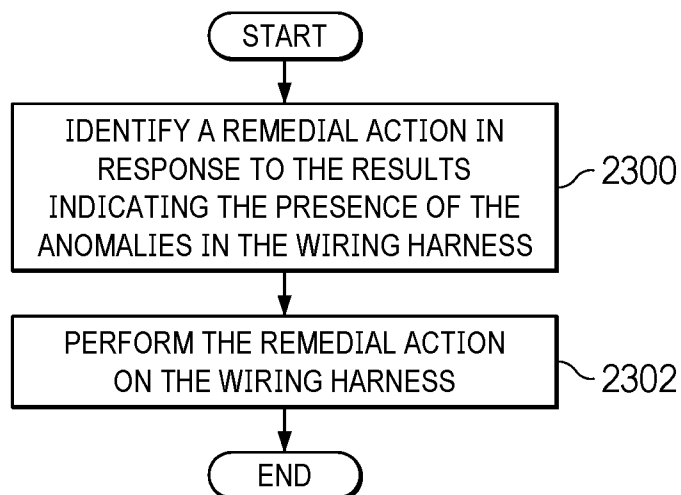 START
IDENTIFY A REMEDIAL ACTION IN
RESPONSE TO THE RESULTS
INDICATING THE PRESENCE OF THE
ANOMALIES IN THE WIRING HARNESS
2300
PERFORM THE REMEDIAL ACTION
ON THE WIRING HARNESS
2302
END